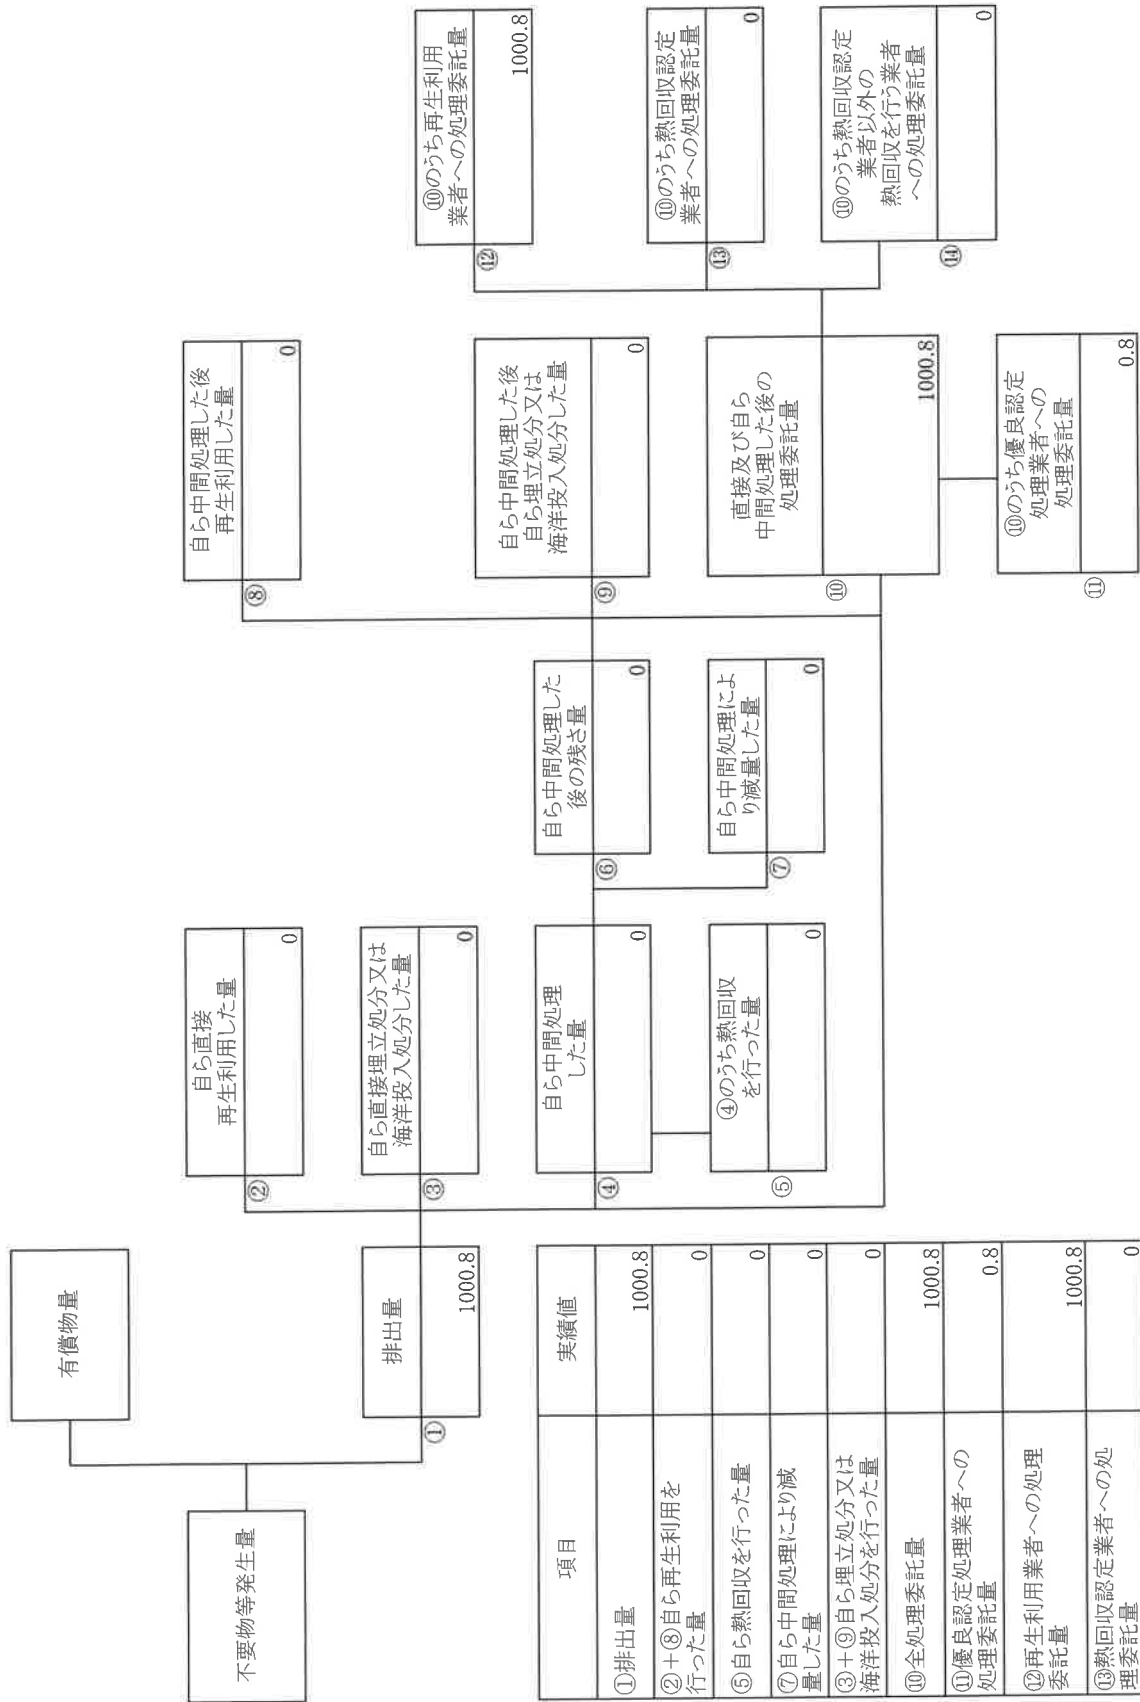 不要物等発生量
有償物量
①
排出量
1000.8
②
自ら直接
再生利用した量
0
③
自ら直接埋立処分又は
海洋投入処分した量
0
④
自ら中間処理
した量
0
⑤
④のうち熱回収
を行った量
0
⑥
自ら中間処理した
後の残さ量
0
⑦
自ら中間処理によ
り減量した量
0
⑧
自ら中間処理した後
再生利用した量
0
⑨
自ら中間処理した後
自ら埋立処分又は
海洋投入処分した量
0
⑩
直接及び自ら
中間処理した後の
処理委託量
1000.8
⑪
⑩のうち優良認定
処理業者への
処理委託量
0.8
⑫
⑩のうち再生利用
業者への処理委託量
1000.8
⑬
⑩のうち熱回収認定
業者への処理委託量
0
⑭
⑩のうち熱回収認定
業者以外の
熱回収を行う業者
への処理委託量
0
項目 実績値
①排出量 1000.8
②+⑧自ら再生利用を
行った量 0
⑤自ら熱回収を行った量 0
⑦自ら中間処理により減
量した量 0
③+⑨自ら埋立処分又は
海洋投入処分を行った量 0
⑩全処理委託量 1000.8
⑪優良認定処理業者への
処理委託量 0.8
⑫再生利用業者への処理
委託量 1000.8
⑬熱回収認定業者への処
理委託量 0